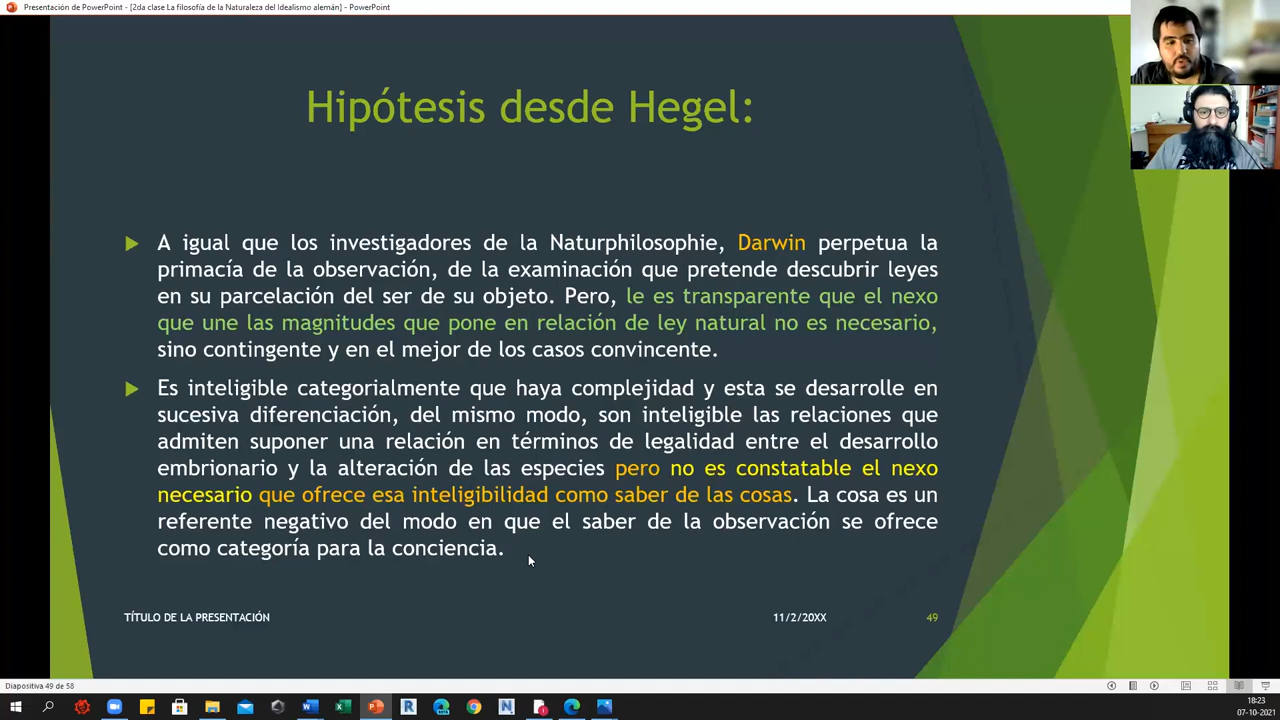 Presentación de PowerPoint - [2da clase La filosofía de la Naturaleza del Idealismo alemán] - PowerPoint
Hipótesis desde Hegel:
A igual que los investigadores de la Naturphilosophie, Darwin perpetua la
primacía de la observación, de la examinación que pretende descubrir leyes
en su parcelación del ser de su objeto. Pero, le es transparente que el nexo
que une las magnitudes que pone en relación de ley natural no es necesario,
sino contingente y en el mejor de los casos convincente.
Es inteligible categorialmente que haya complejidad y esta se desarrolle en
sucesiva diferenciación, del mismo modo, son inteligible las relaciones que
admiten suponer una relación en términos de legalidad entre el desarrollo
embrionario y la alteración de las especies pero no es constatable el nexo
necesario que ofrece esa inteligibilidad como saber de las cosas. La cosa es un
referente negativo del modo en que el saber de la observación se ofrece
como categoría para la conciencia.
TÍTULO DE LA PRESENTACIÓN
11/2/20XX
49
Diapositiva 49 de 58
18:23
07-10-2021